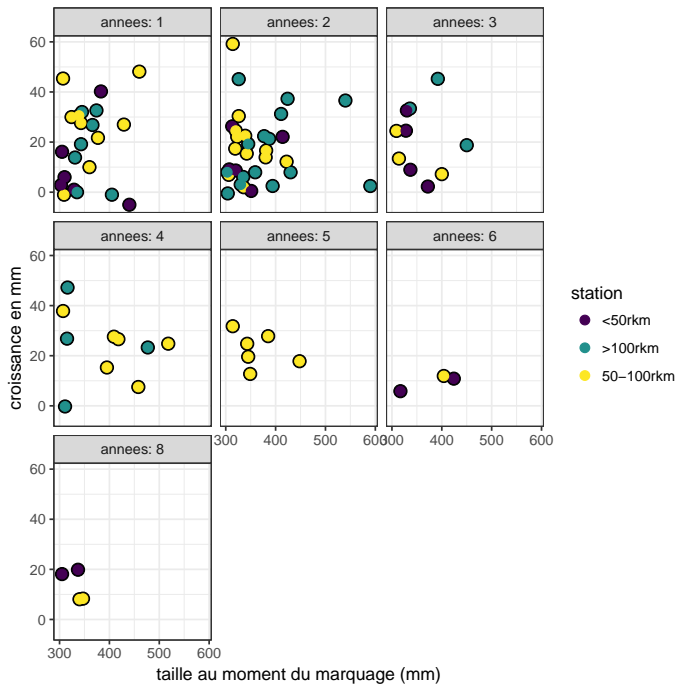 annees: 1
annees: 2
annees: 3
60
40
20
0
annees: 4
annees: 5
annees: 6
60
40
20
0
300 400 500 600
300 400 500 600
annees: 8
60
40
20
0
300 400 500 600
taille au moment du marquage (mm)
croissance en mm
station
<50rkm
>100rkm
50−100rkm